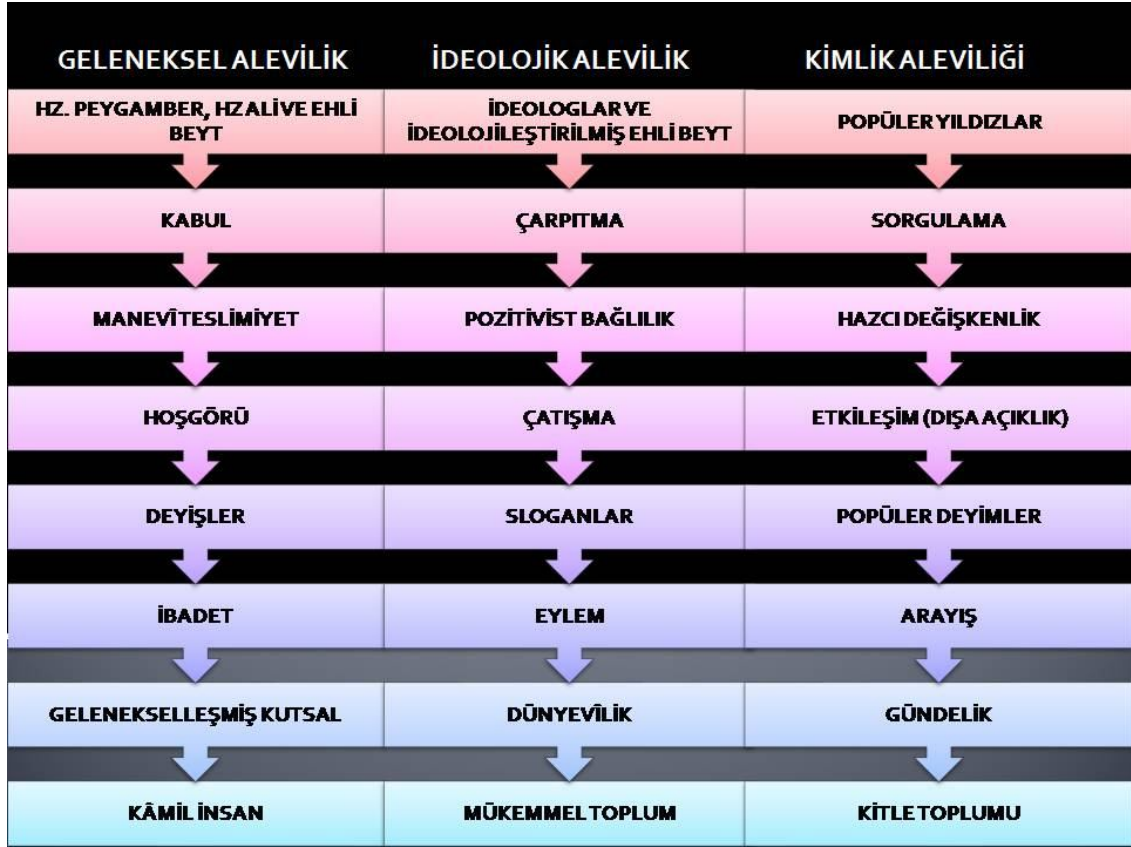 GELENEKSEL ALEVİLİK
İDEOLOJİK ALEVİLİK
KİMLİK ALEVİLİĞİ
HZ. PEYGAMBER, HZ ALİ VE EHLİ
BEYT
İDEOLOGLAR VE
İDEOLOJİLEŞTİRİLMİŞ EHLİ BEYT
POPÜLER YILDIZLAR
KABUL
ÇARPITMA
SORGULAMA
MANEVÎ TESLİMİYET
POZİTİVİST BAĞLILIK
HAZCI DEĞİŞKENLİK
HOŞGÖRÜ
ÇATIŞMA
ETKİLEŞİM (DIŞA AÇIKLIK)
DEYİŞLER
SLOGANLAR
POPÜLER DEYİMLER
İBADET
EYLEM
ARAYIŞ
GELENEKSELLEŞMİŞ KUTSAL
DÜNYEVÎLİK
GÜNDELİK
KÂMİL İNSAN
MÜKEMMEL TOPLUM
KİTLE TOPLUMU